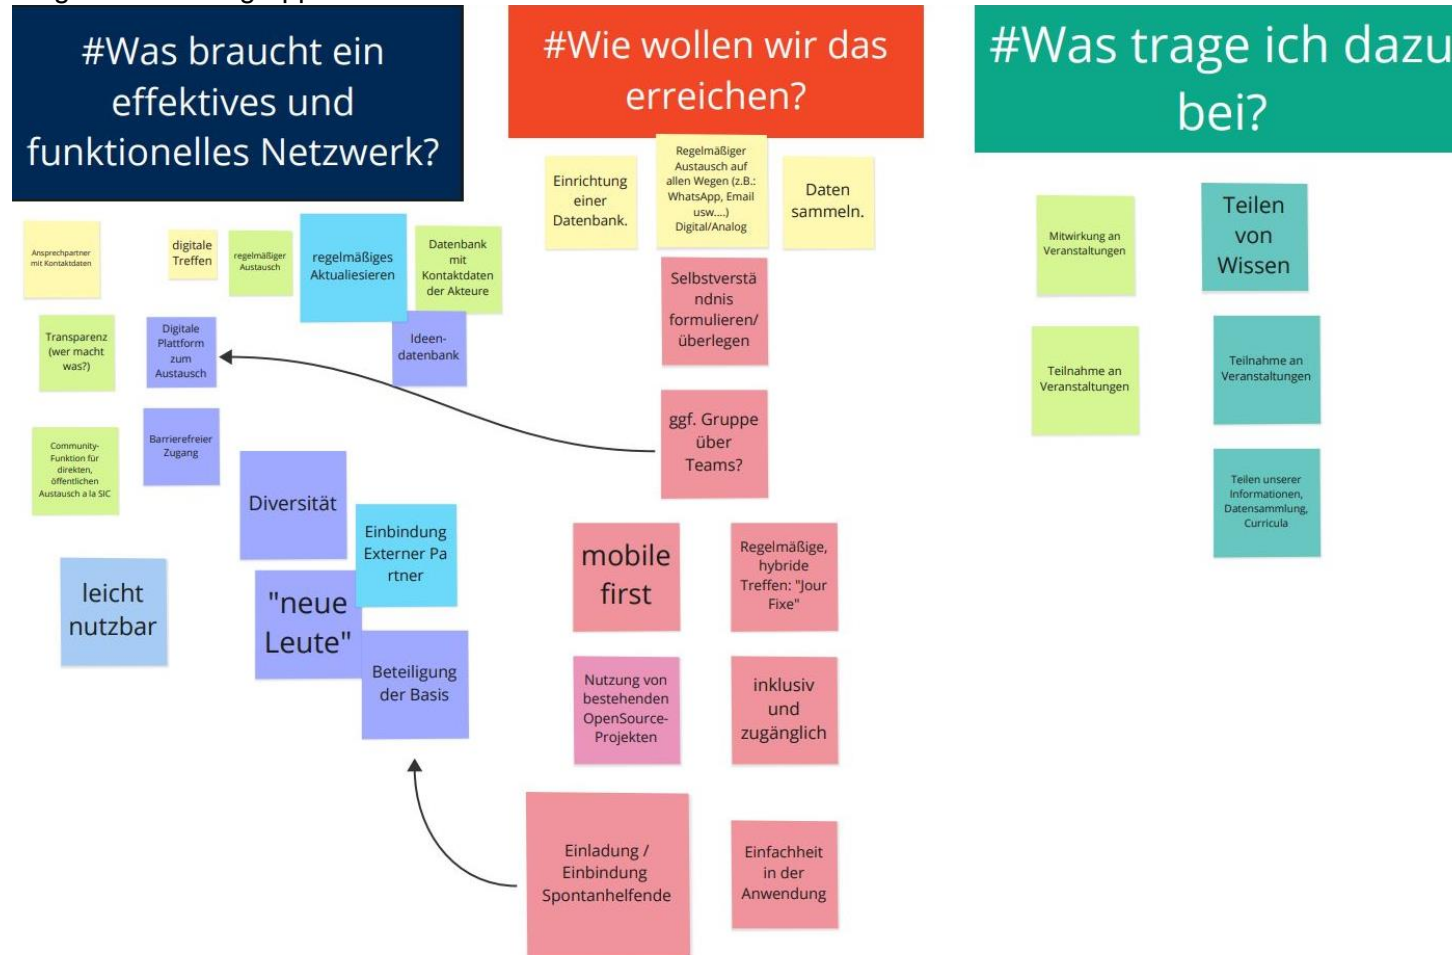 #Was braucht ein
effektives und
funktionelles Netzwerk?
Ansprechpartner
mit Kontaktdaten
digitale
Treffen
regelmäßiger
Austausch
regelmäßiges
Aktualiesieren
Datenbank
mit
Kontaktdaten
der Akteure
Transparenz
(wer macht
was?)
Digitale
Plattform
zum
Austausch
Ideen-
datenbank
Community-
Funktion für
direkten,
öffentlichen
Austausch a la SIC
Barrierefreier
Zugang
Diversität
Einbindung
Externer Pa
rtner
leicht
nutzbar
"neue
Leute"
Beteiligung
der Basis
#Wie wollen wir das
erreichen?
Einrichtung
einer
Datenbank.
Regelmäßiger
Austausch auf
allen Wegen (z.B.:
WhatsApp, Email
usw....)
Digital/Analog
Daten
sammeln.
Selbstverstä
ndnis
formulieren/
überlegen
ggf. Gruppe
über
Teams?
mobile
first
Regelmäßige,
hybride
Treffen: "Jour
Fixe"
Nutzung von
bestehenden
OpenSource-
Projekten
inklusiv
und
zugänglich
Einladung /
Einbindung
Spontanhelfende
Einfachheit
in der
Anwendung
#Was trage ich dazu
bei?
Mitwirkung an
Veranstaltungen
Teilen
von
Wissen
Teilnahme an
Veranstaltungen
Teilnahme an
Veranstaltungen
Teilen unserer
Informationen,
Datensammlung,
Curricula